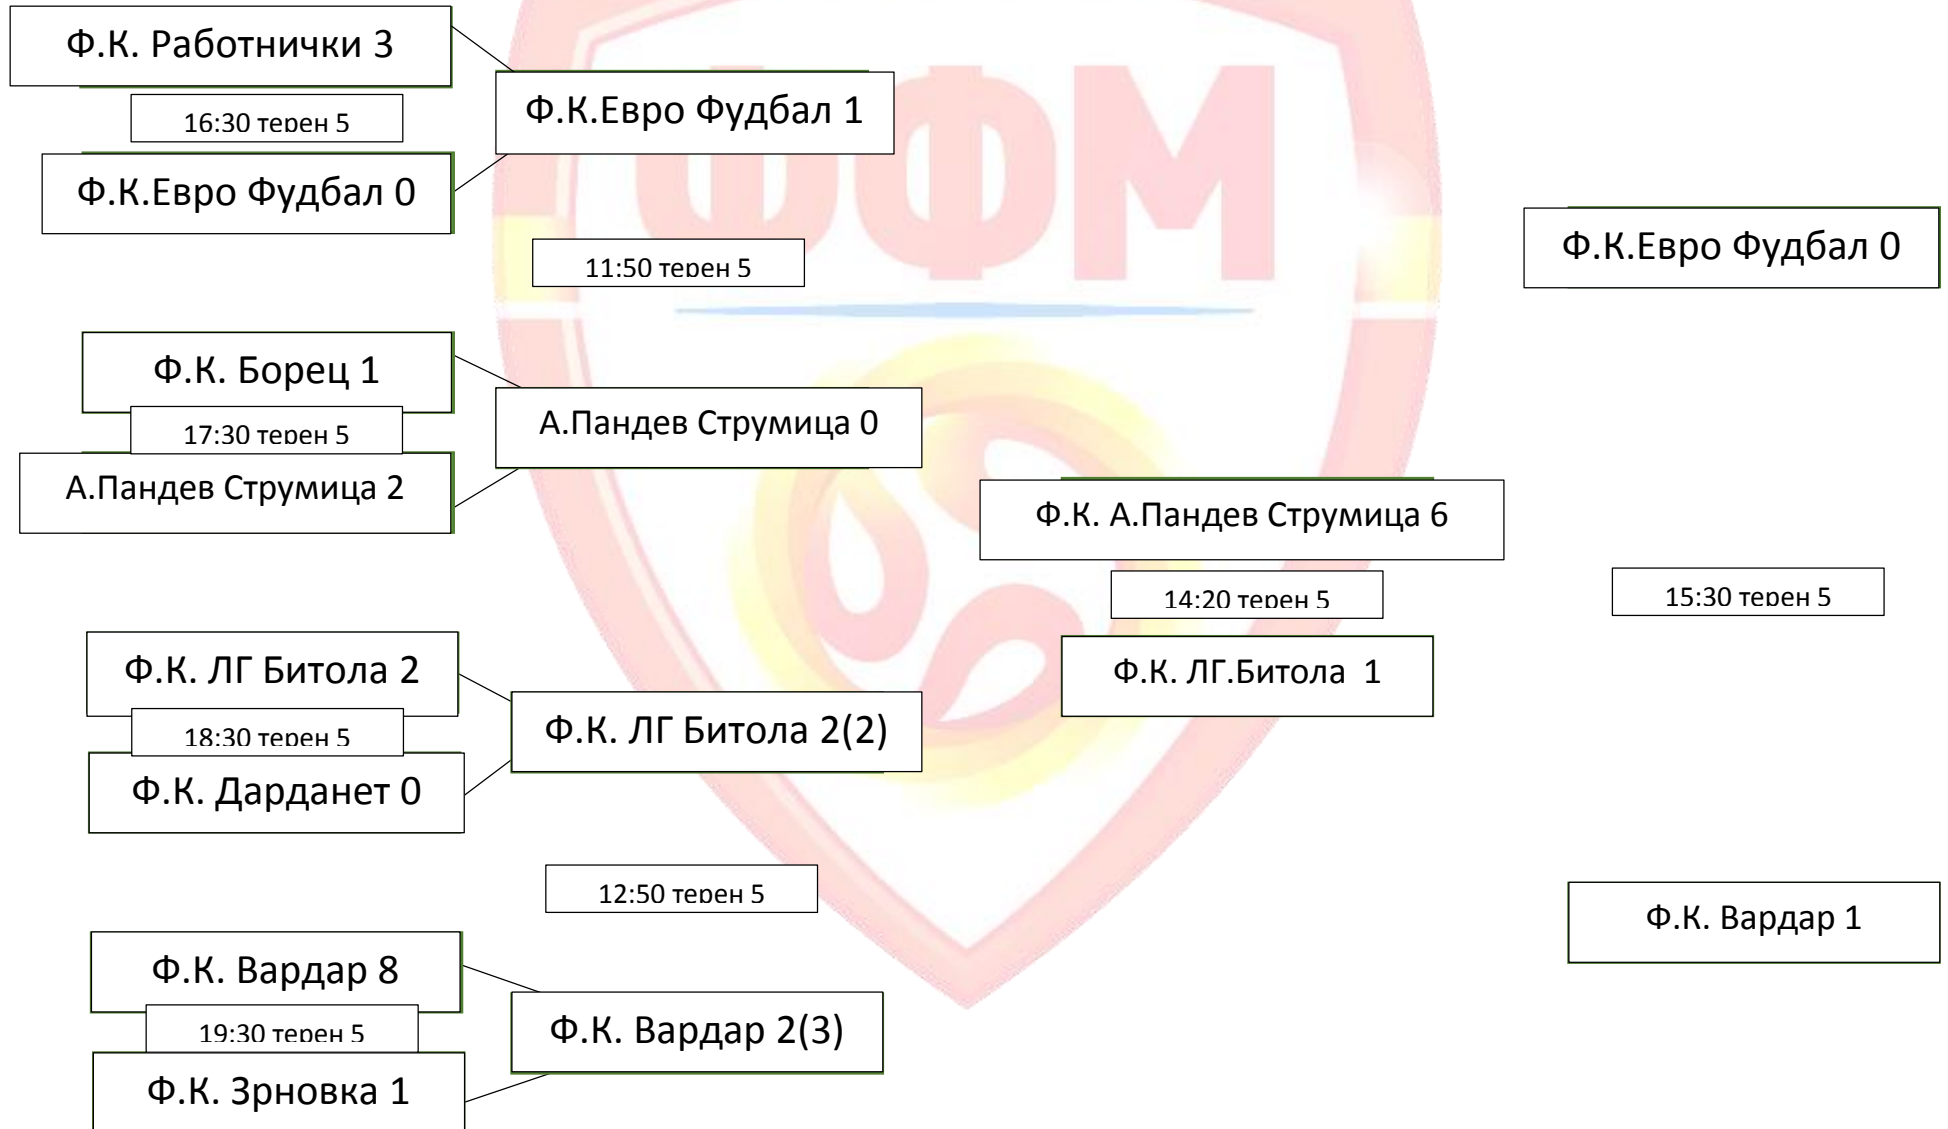 Ф.К. Работнички 3
16:30 терен 5
Ф.К.Евро Фудбал 0
Ф.К.Евро Фудбал 1
11:50 терен 5
Ф.К. Борец 1
17:30 терен 5
А.Пандев Струмица 2
А.Пандев Струмица 0
Ф.К. ЛГ Битола 2
18:30 терен 5
Ф.К. Дарданет 0
Ф.К. ЛГ Битола 2(2)
12:50 терен 5
Ф.К. Вардар 8
19:30 терен 5
Ф.К. Зрновка 1
Ф.К. Вардар 2(3)
Ф.К. А.Пандев Струмица 6
14:20 терен 5
Ф.К. ЛГ.Битола  1
Ф.К.Евро Фудбал 0
15:30 терен 5
Ф.К. Вардар 1
ФФМ